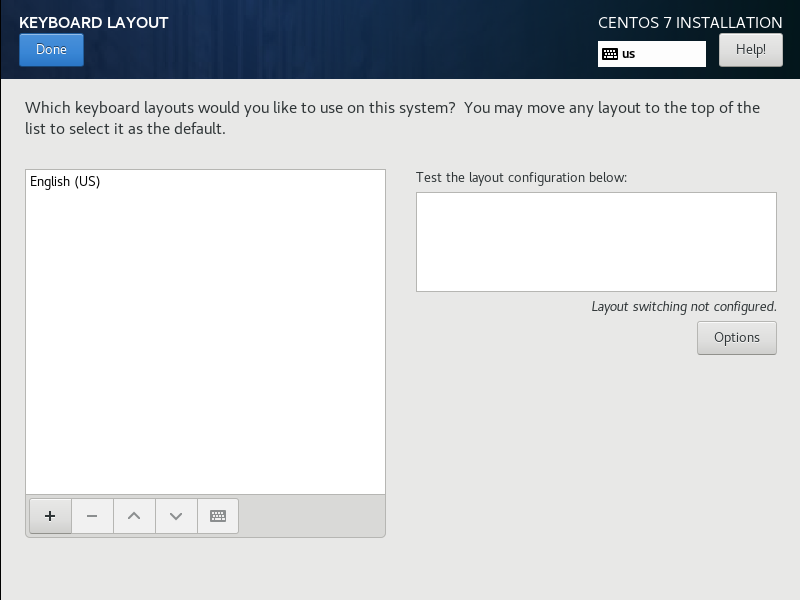 KEYBOARD LAYOUT
CENTOS 7 INSTALLATION
Done
us
Help!
Which keyboard layouts would you like to use on this system?  You may move any layout to the top of the
list to select it as the default.
English (US)
Test the layout configuration below:
Layout switching not configured.
Options